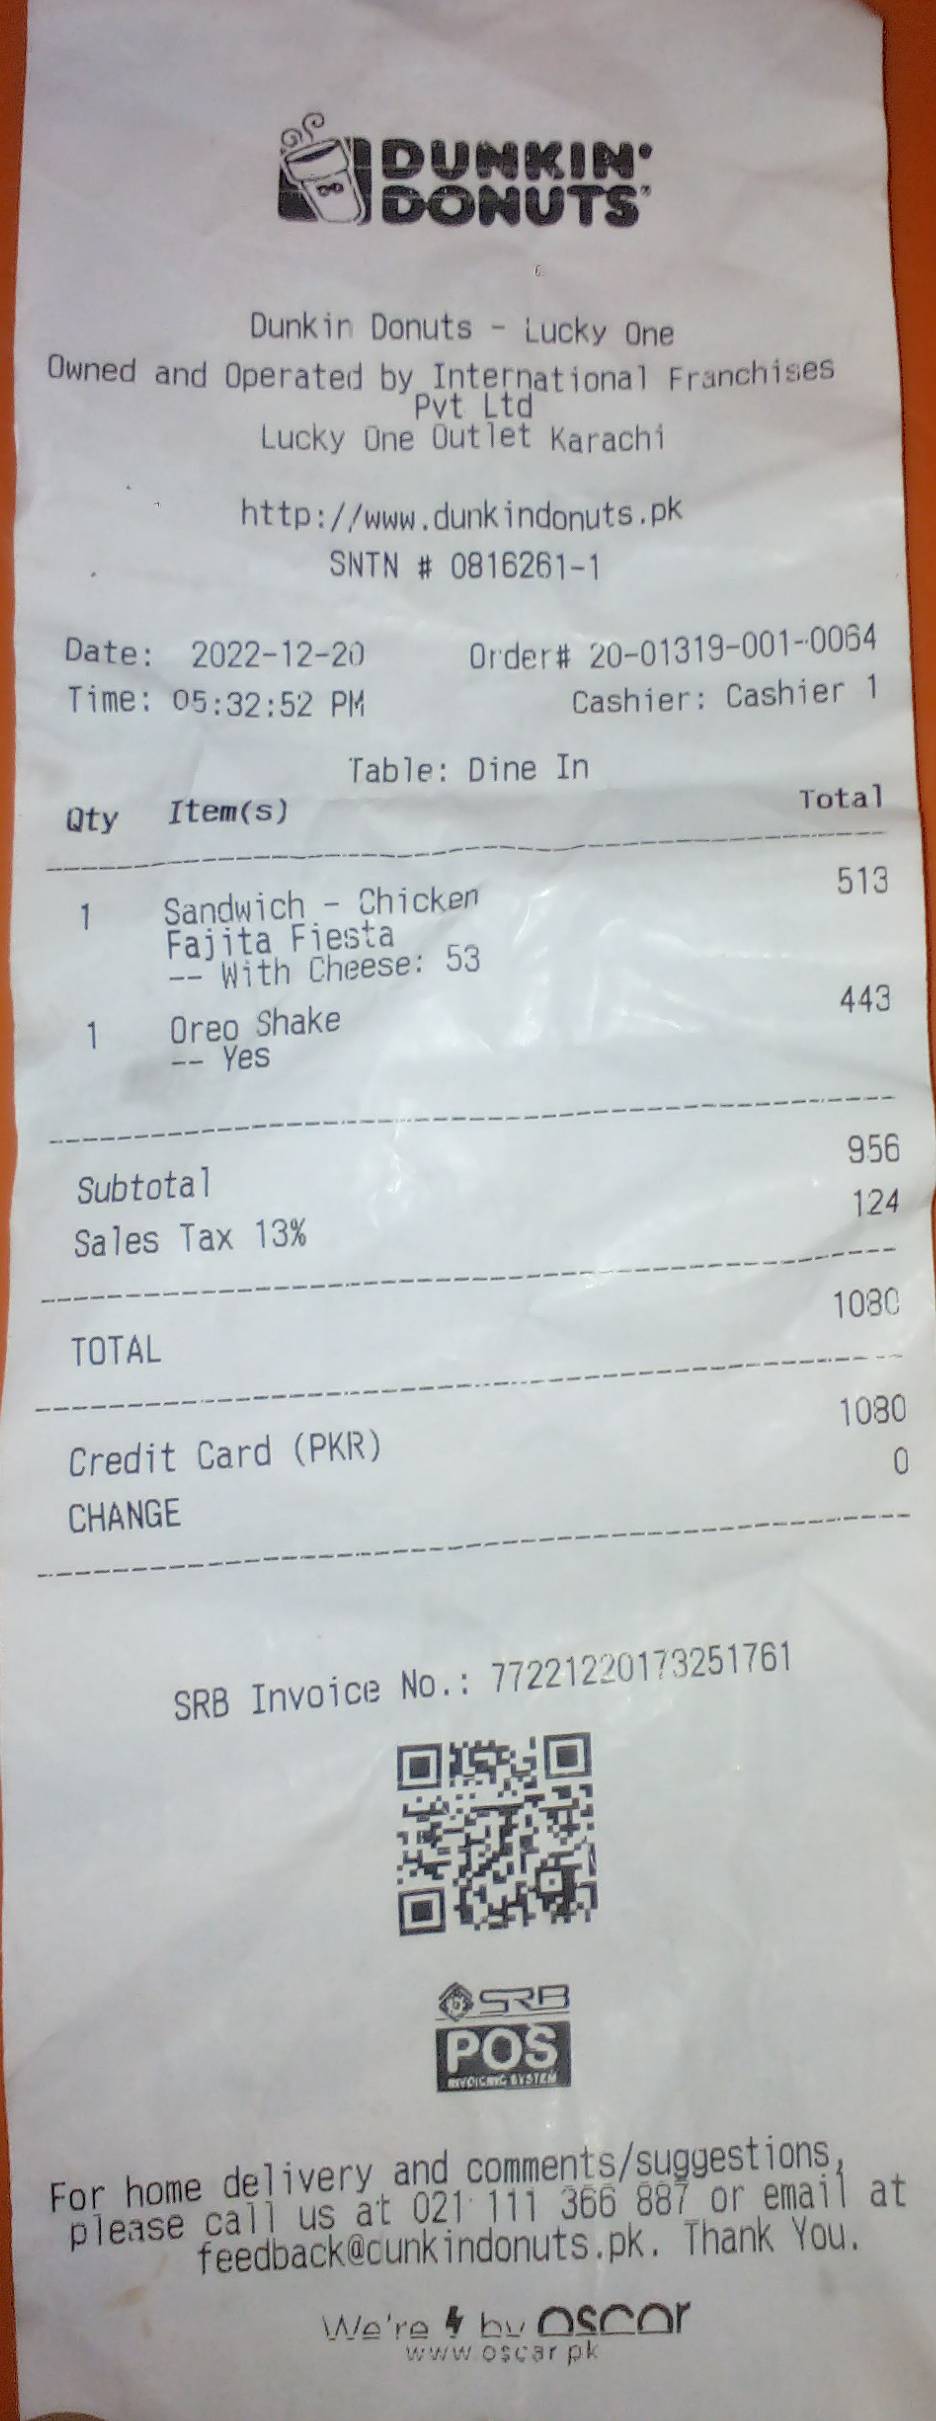 DUNKIN'
DONUTS
Dunkin Donuts - Lucky One
Owned and Operated by International Franchises
Pvt Ltd
Lucky One Outlet Karachi
http://www.dunkindonuts.pk
SNTN # 0816261-1
Date: 2022-12-20 Order# 20-01319-001-0064
Time: 05:32:52 PM Cashier: Cashier 1
Table: Dine In
Qty Item(s) Total
1 Sandwich - Chicken 513
Fajita Fiesta
-- With Cheese: 53
1 Oreo Shake 443
-- Yes
Subtotal 956
Sales Tax 13% 124
TOTAL 1080
Credit Card (PKR) 1080
CHANGE 0
SRB Invoice No.: 77221220173251761
SRB
POS
INVOICING SYSTEM
For home delivery and comments/suggestions,
please call us at 021 111 366 887 or email at
feedback@dunkindonuts.pk. Thank You.
We're by oscar
www.oscar.pk